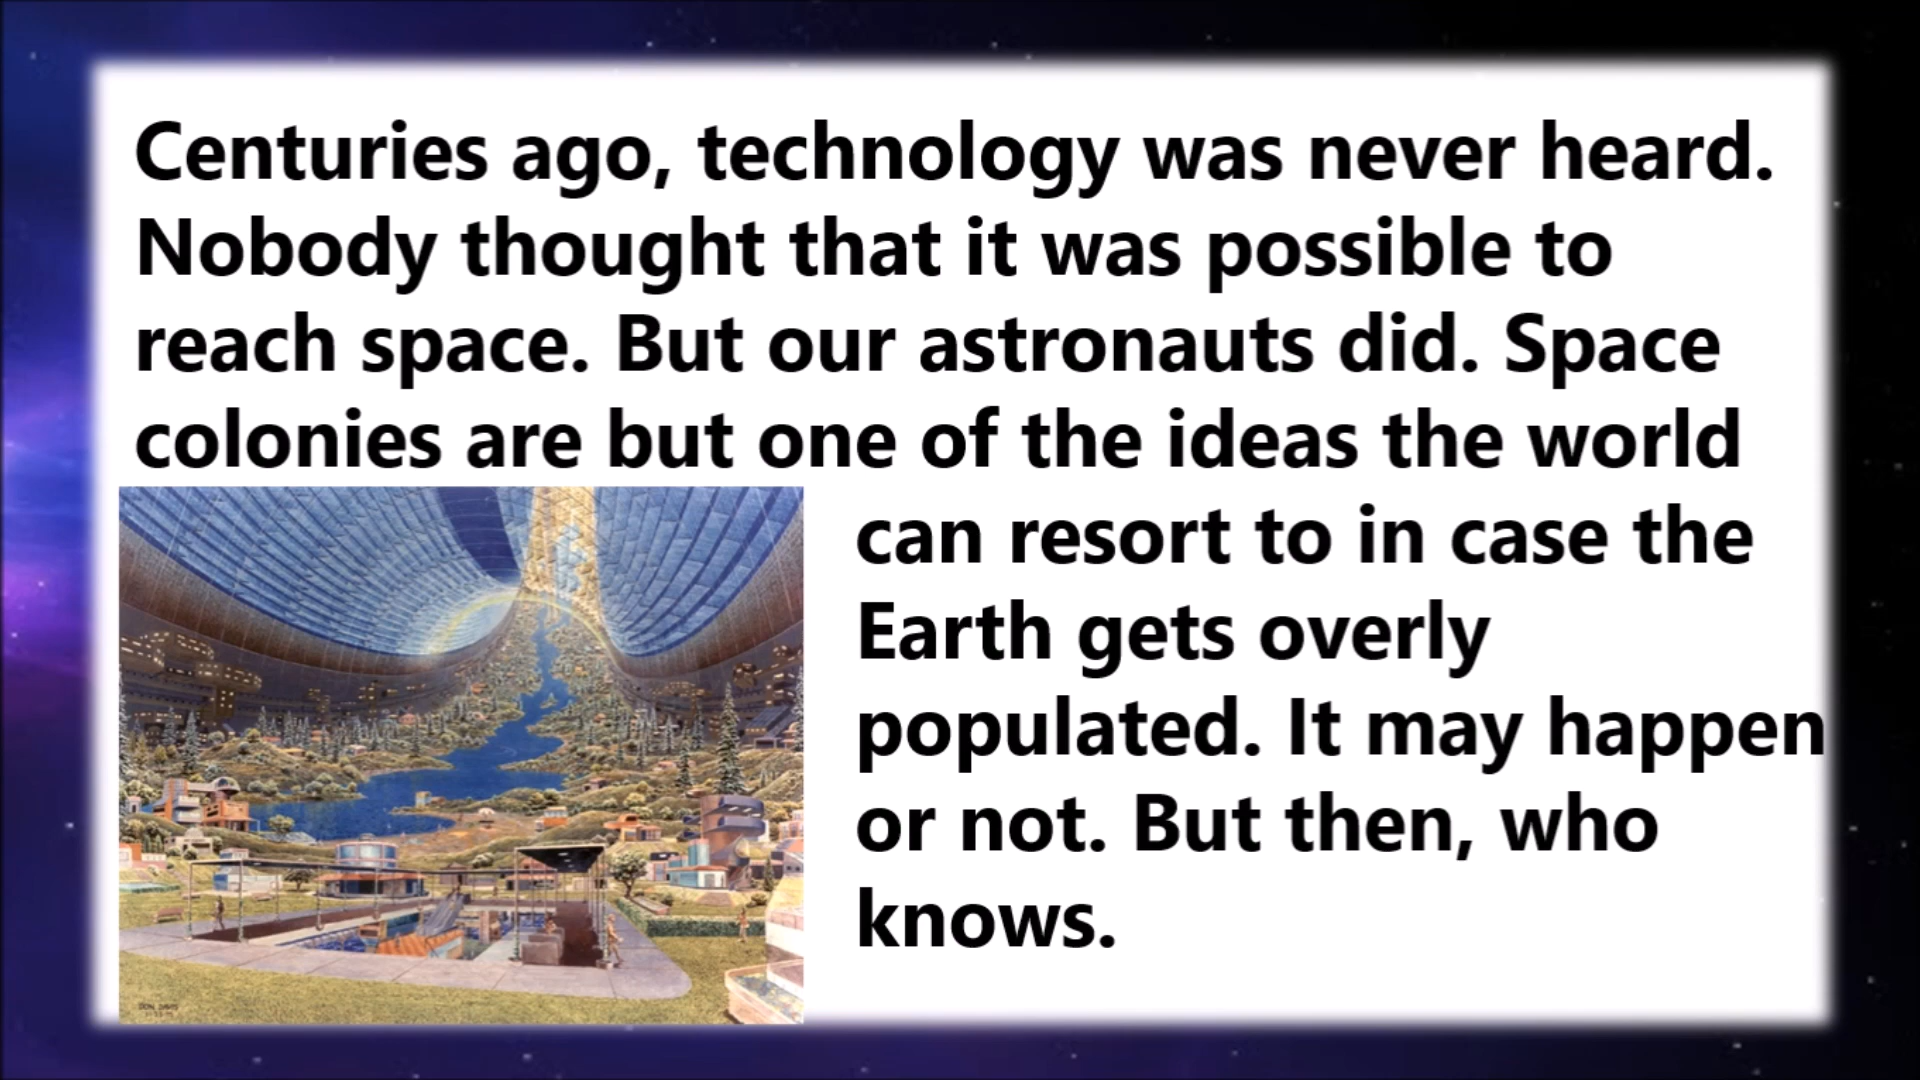 Centuries ago, technology was never heard.
Nobody thought that it was possible to
reach space. But our astronauts did. Space
colonies are but one of the ideas the world
can resort to in case the
Earth gets overly
populated. It may happen
or not. But then, who
knows.
DON DAVIS